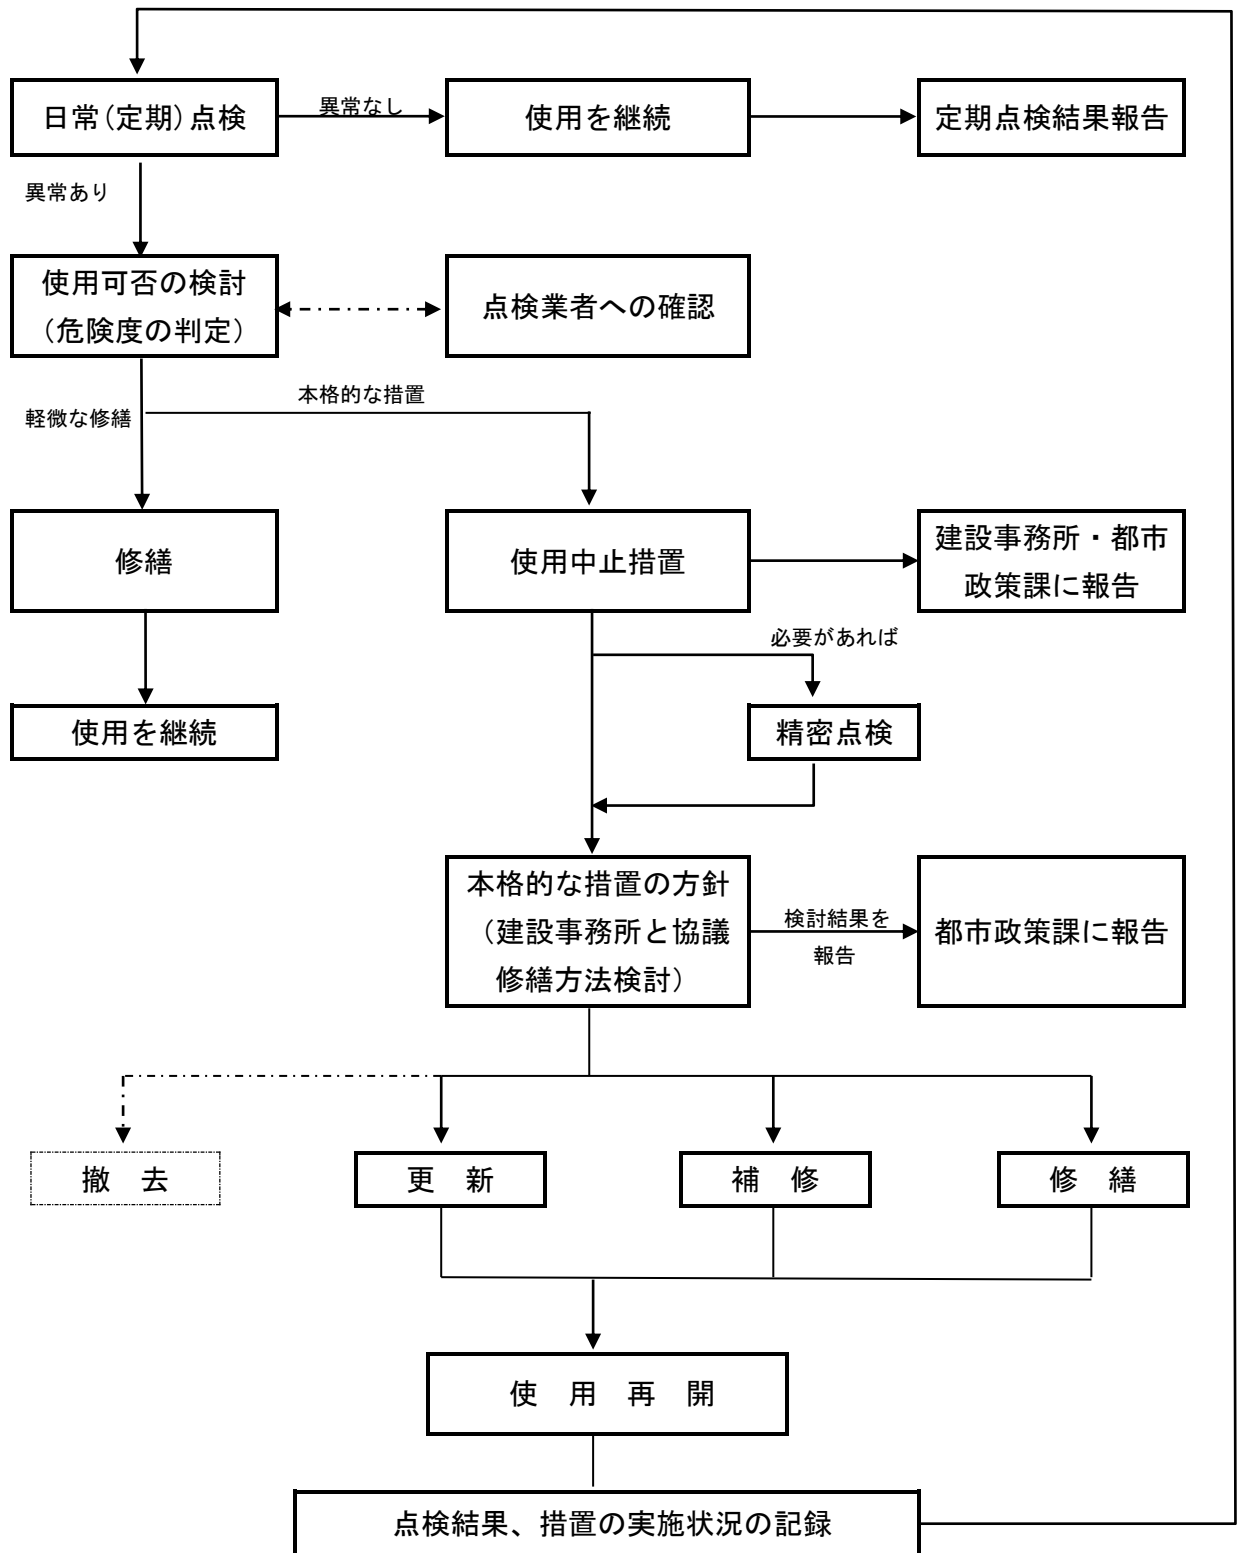 日常(定期)点検
異常なし
使用を継続
定期点検結果報告
異常あり
使用可否の検討
(危険度の判定)
点検業者への確認
本格的な措置
軽微な修繕
修繕
使用中止措置
建設事務所・都市
政策課に報告
必要があれば
使用を継続
精密点検
本格的な措置の方針
(建設事務所と協議
修繕方法検討)
検討結果を
報告
都市政策課に報告
撤　去
更　新
補　修
修　繕
使　用　再　開
点検結果、措置の実施状況の記録